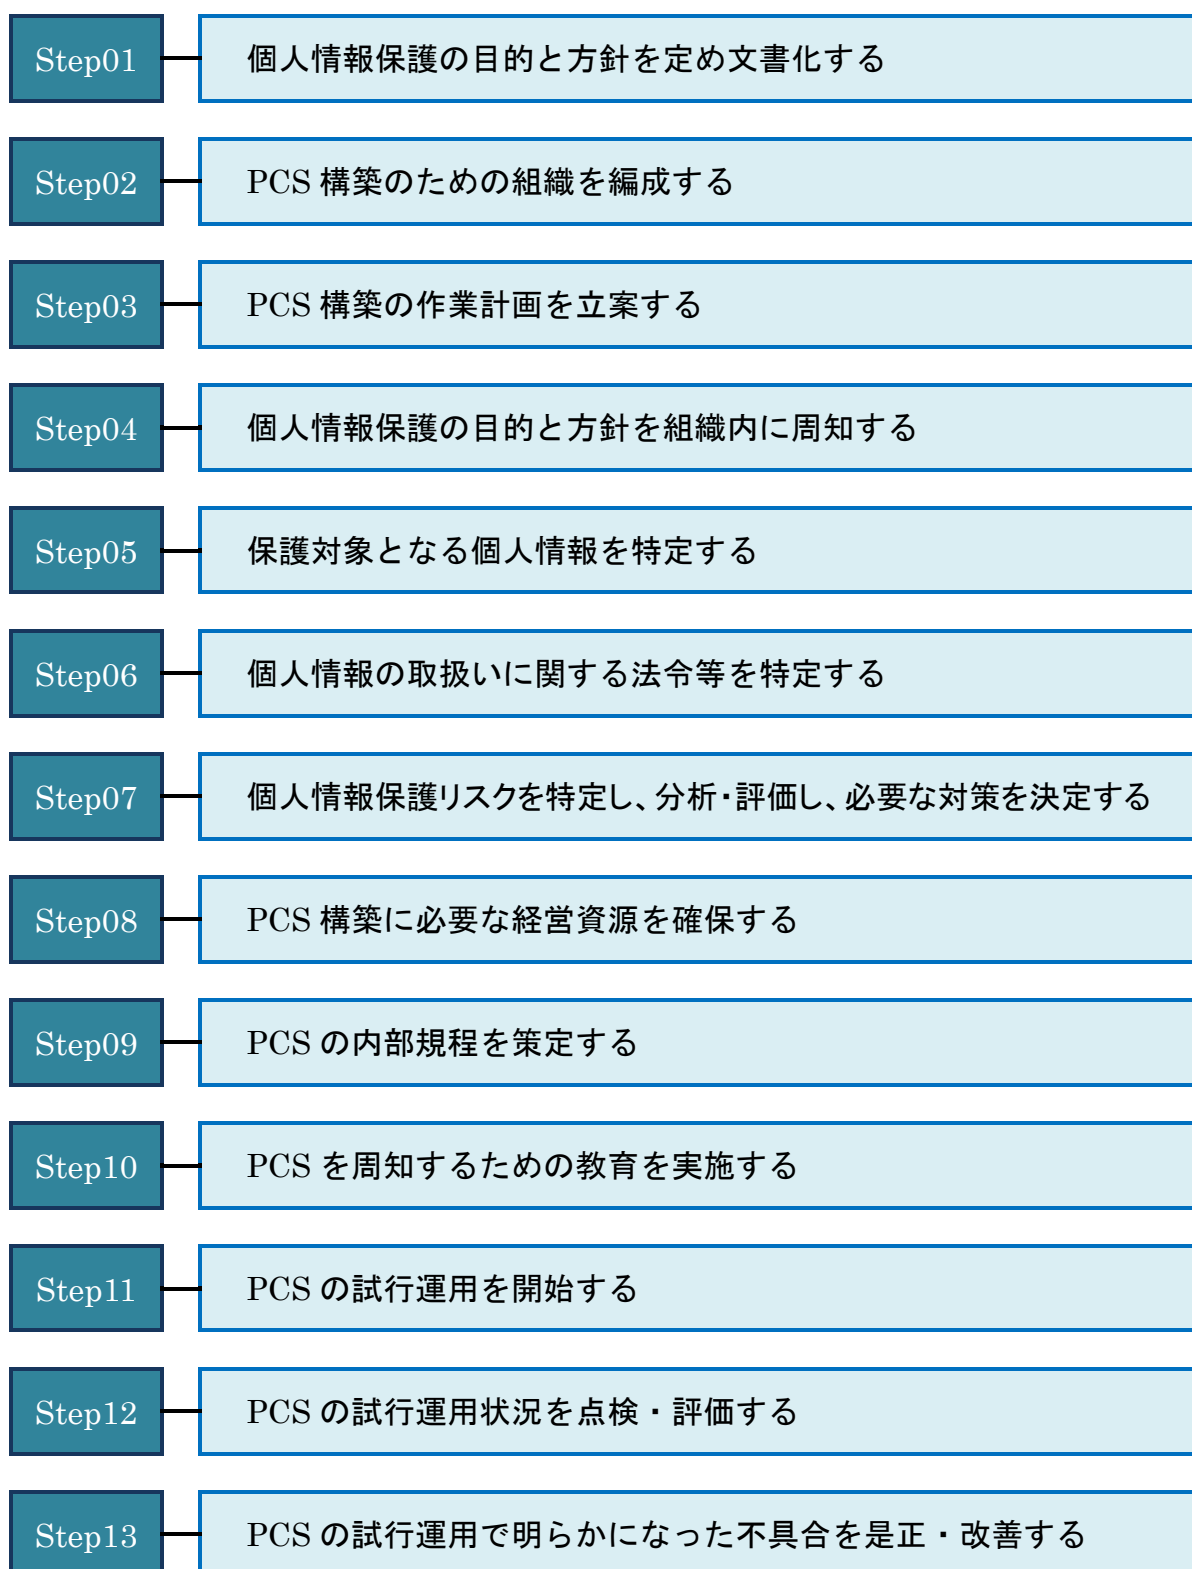 Step01 個人情報保護の目的と方針を定め文書化する
Step02 PCS 構築のための組織を編成する
Step03 PCS 構築の作業計画を立案する
Step04 個人情報保護の目的と方針を組織内に周知する
Step05 保護対象となる個人情報を特定する
Step06 個人情報の取扱いに関する法令等を特定する
Step07 個人情報保護リスクを特定し、分析・評価し、必要な対策を決定する
Step08 PCS 構築に必要な経営資源を確保する
Step09 PCS の内部規程を策定する
Step10 PCS を周知するための教育を実施する
Step11 PCS の試行運用を開始する
Step12 PCS の試行運用状況を点検・評価する
Step13 PCS の試行運用で明らかになった不具合を是正・改善する